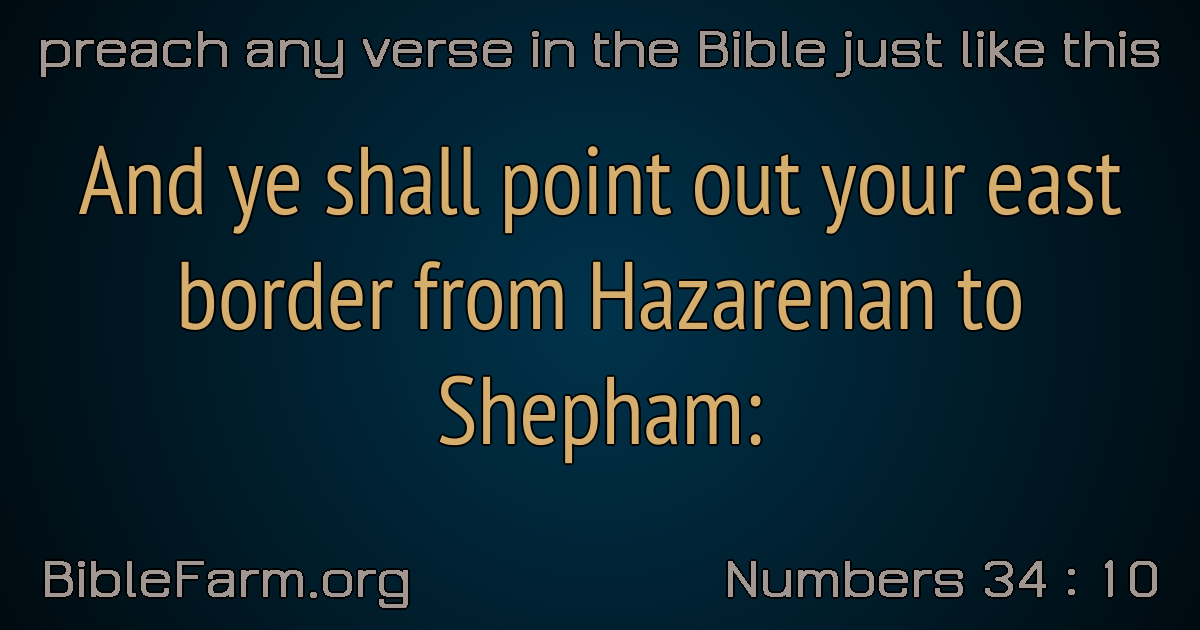 preach any verse in the Bible just like this
And ye shall point out your east
border from Hazarenan to
Shepham:
BibleFarm.org
Numbers 34 : 10